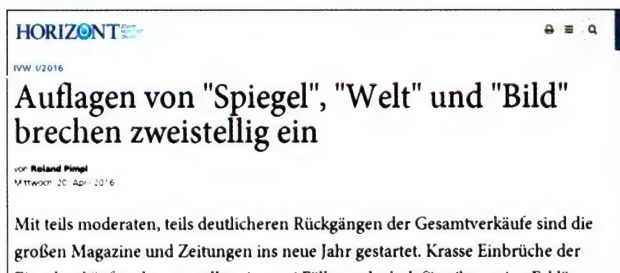 HORIZONT
IVW I/2016
Auflagen von "Spiegel", "Welt" und "Bild"
brechen zweistellig ein
von Roland Pimpl
Mittwoch, 20. April 2016
Mit teils moderaten, teils deutlicheren Rückgängen der Gesamtverkäufe sind die
großen Magazine und Zeitungen ins neue Jahr gestartet. Krasse Einbrüche der